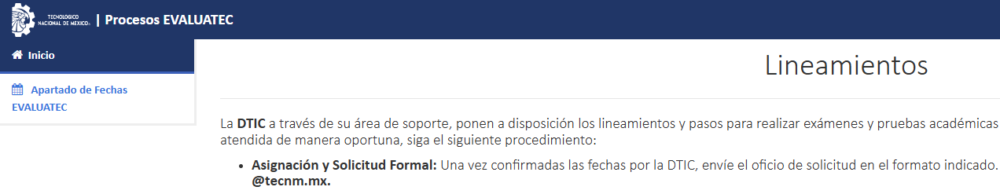 TECNOLÓGICO
NACIONAL DE MÉXICO. | Procesos EVALUATEC
Inicio
Apartado de Fechas
EVALUATEC
Lineamientos
La DTIC a través de su área de soporte, ponen a disposición los lineamientos y pasos para realizar exámenes y pruebas académicas
atendida de manera oportuna, siga el siguiente procedimiento:
• Asignación y Solicitud Formal: Una vez confirmadas las fechas por la DTIC, envíe el oficio de solicitud en el formato indicado.
@tecnm.mx.